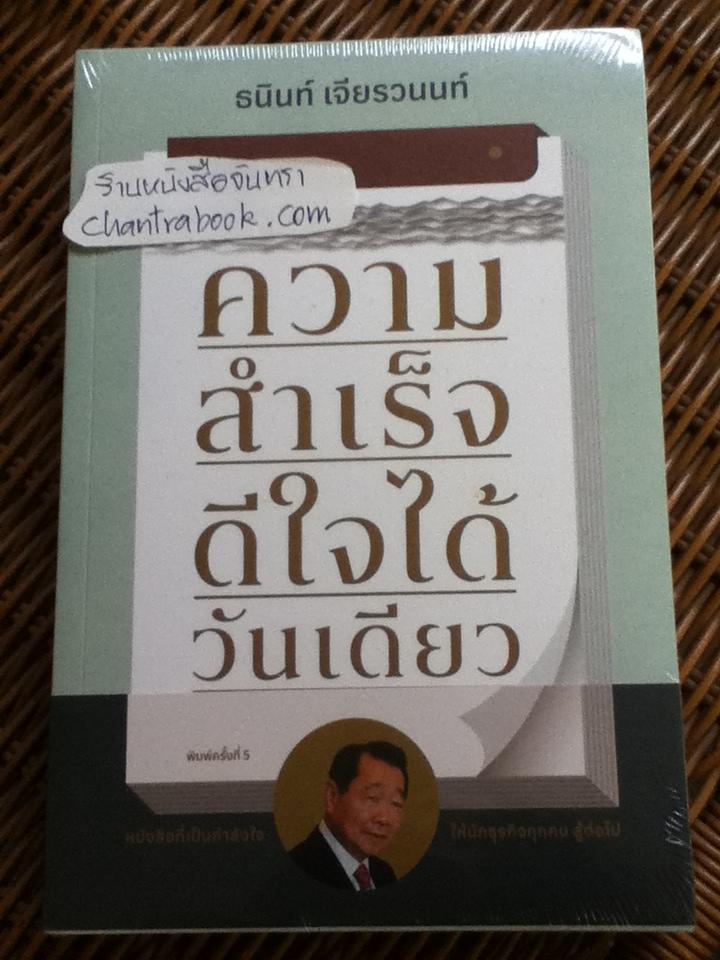 ธนินท์ เจียรวนนท์
ร้านหนังสือจันทรา
chantrabook.com
ความ
สำเร็จ
ดีใจได้
วันเดียว
พิมพ์ครั้งที่ 5
หนังสือที่เป็นกำลังใจ ให้นักธุรกิจทุกคน สู้ต่อไป